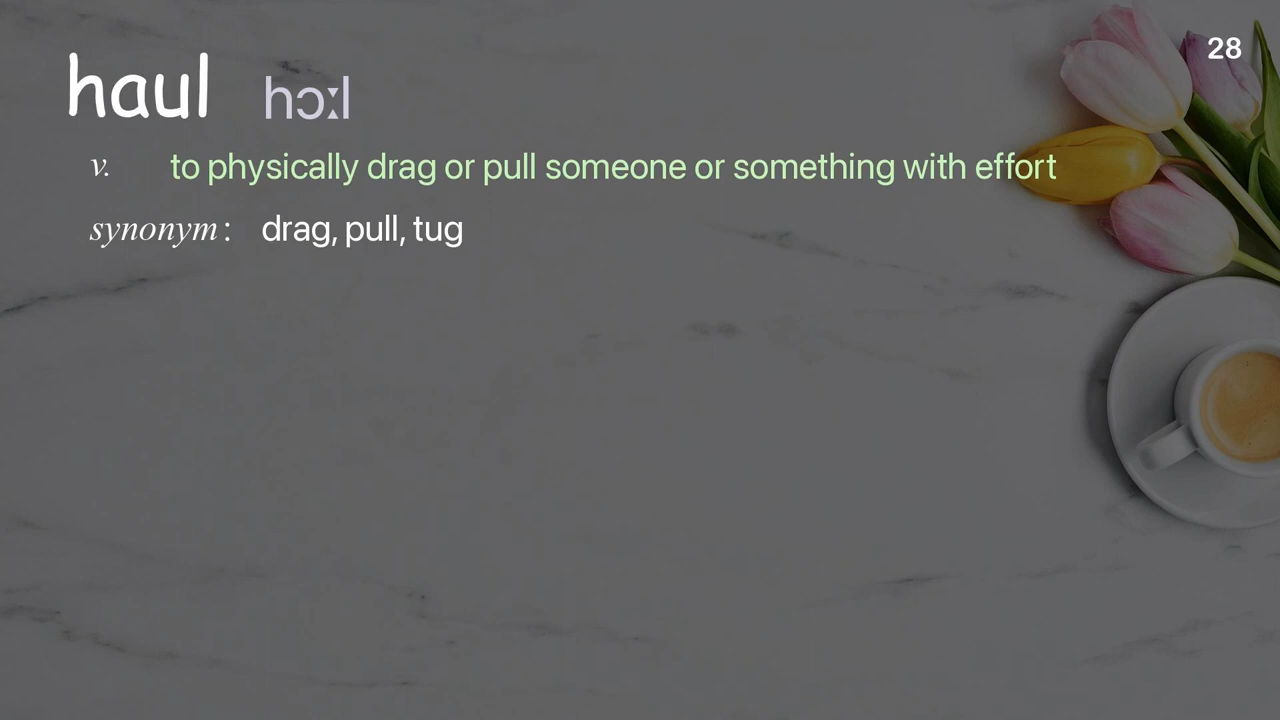 28
haul hɔːl
v. to physically drag or pull someone or something with effort
synonym : drag, pull, tug